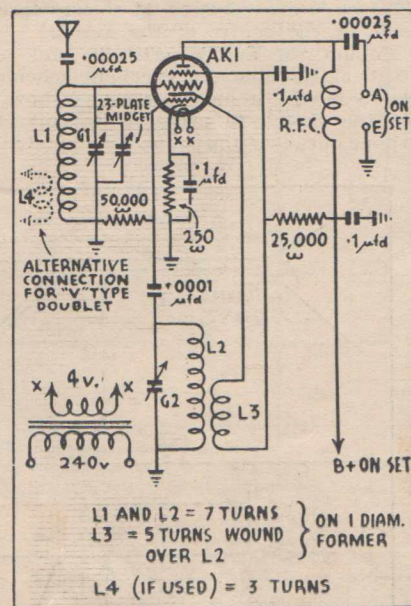 .00025
µfd
AK1
.00025
µfd
23-PLATE
MIDGET
L1
G1
.1
µfd
R.F.C.
A
E
ON
SET
X X
L4
50,000
ω
.1
µfd
250
ω
25,000
ω
.1
µfd
ALTERNATIVE
CONNECTION
FOR "V" TYPE
DOUBLET
.0001
µfd
L2
G2
L3
X 4v. X
240v
B+ ON SET
L1 AND L2 = 7 TURNS
L3 = 5 TURNS WOUND
OVER L2
ON 1 DIAM.
FORMER
L4 (IF USED) = 3 TURNS